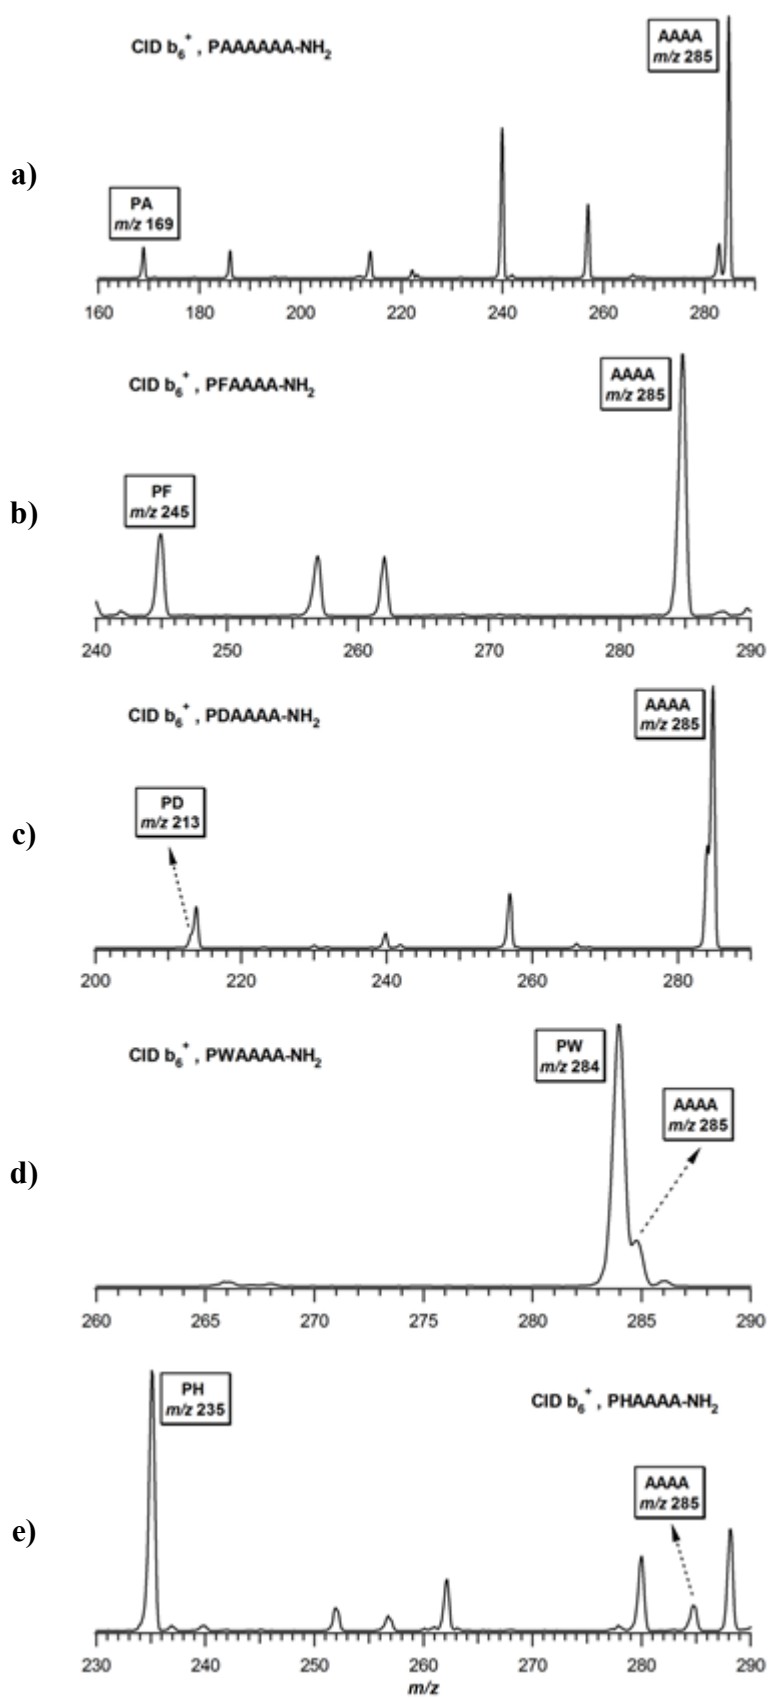 CID b6+ , PAAAAAA-NH2
AAAA
m/z 285
a)
PA
m/z 169
160 180 200 220 240 260 280
CID b6+ , PFAAAA-NH2
AAAA
m/z 285
b)
PF
m/z 245
240 250 260 270 280 290
CID b6+ , PDAAAA-NH2
AAAA
m/z 285
PD
m/z 213
c)
200 220 240 260 280
CID b6+ , PWAAAA-NH2
PW
m/z 284
AAAA
m/z 285
d)
260 265 270 275 280 285 290
PH
m/z 235
CID b6+ , PHAAAA-NH2
AAAA
m/z 285
e)
230 240 250 260 270 280 290
m/z